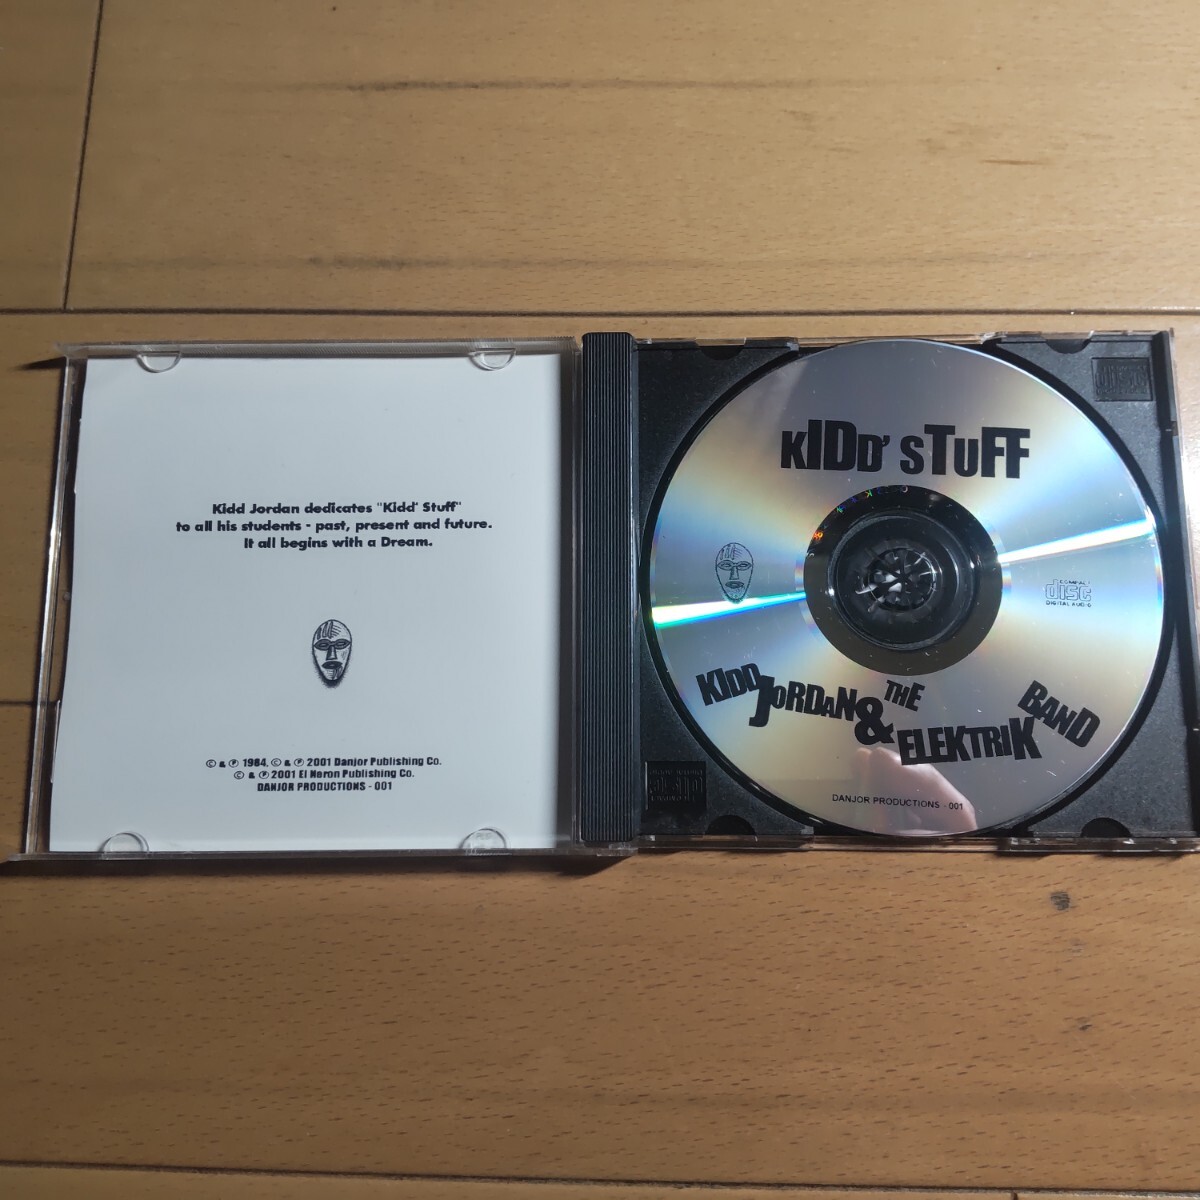 Kidd Jordan dedicates "Kidd' Stuff"
to all his students - past, present and future.
It all begins with a Dream.
© & ℗ 1984, © & ℗ 2001 Danjor Publishing Co.
© & ℗ 2001 El Neron Publishing Co.
DANJOR PRODUCTIONS - 001
KIDD' STUFF
COMPACT
disc
DIGITAL AUDIO
KIDD JORDAN & THE ELEKTRIK BAND
DANJOR PRODUCTIONS - 001